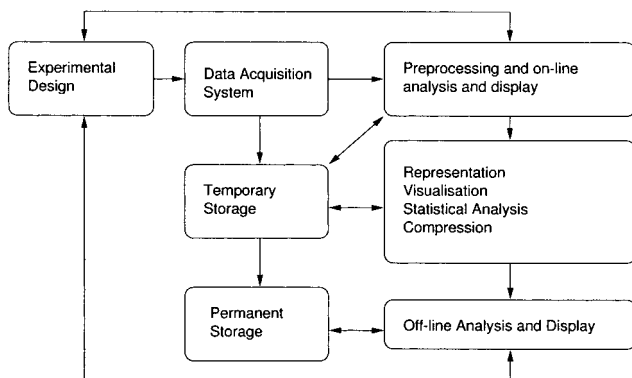 Experimental
Design
Data Acquisition
System
Preprocessing and on-line
analysis and display
Temporary
Storage
Representation
Visualisation
Statistical Analysis
Compression
Permanent
Storage
Off-line Analysis and Display